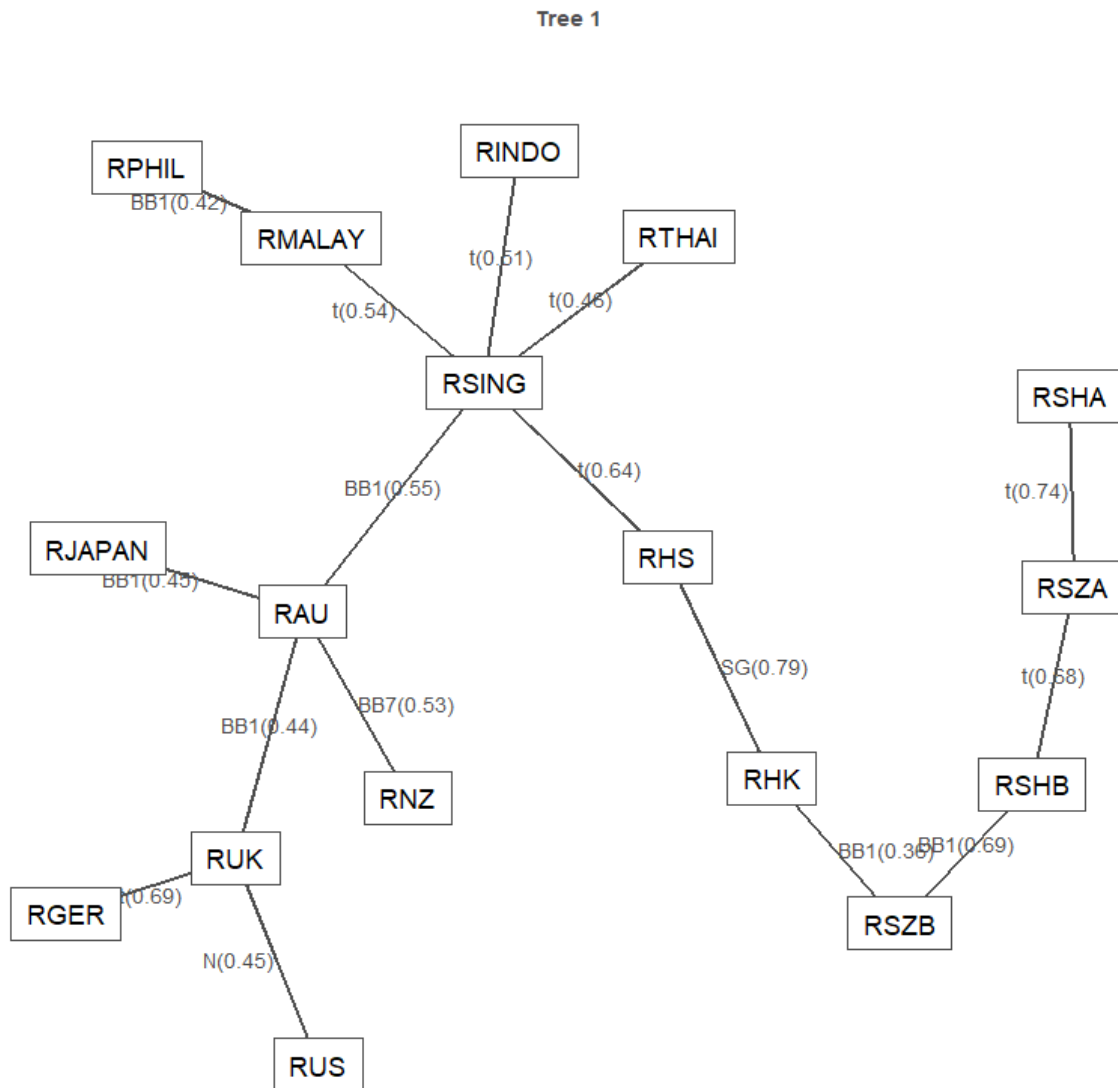 Tree 1
RINDO
RPHIL
BB1(0.42)
RMALAY
RTHAI
t(0.51)
t(0.46)
t(0.54)
RSING
RSHA
t(0.64)
BB1(0.55)
t(0.74)
RJAPAN
RHS
BB1(0.45)
RSZA
RAU
SG(0.79)
t(0.68)
BB7(0.53)
BB1(0.44)
RHK
RSHB
RNZ
BB1(0.36)
BB1(0.69)
RUK
t(0.69)
RGER
RSZB
N(0.45)
RUS